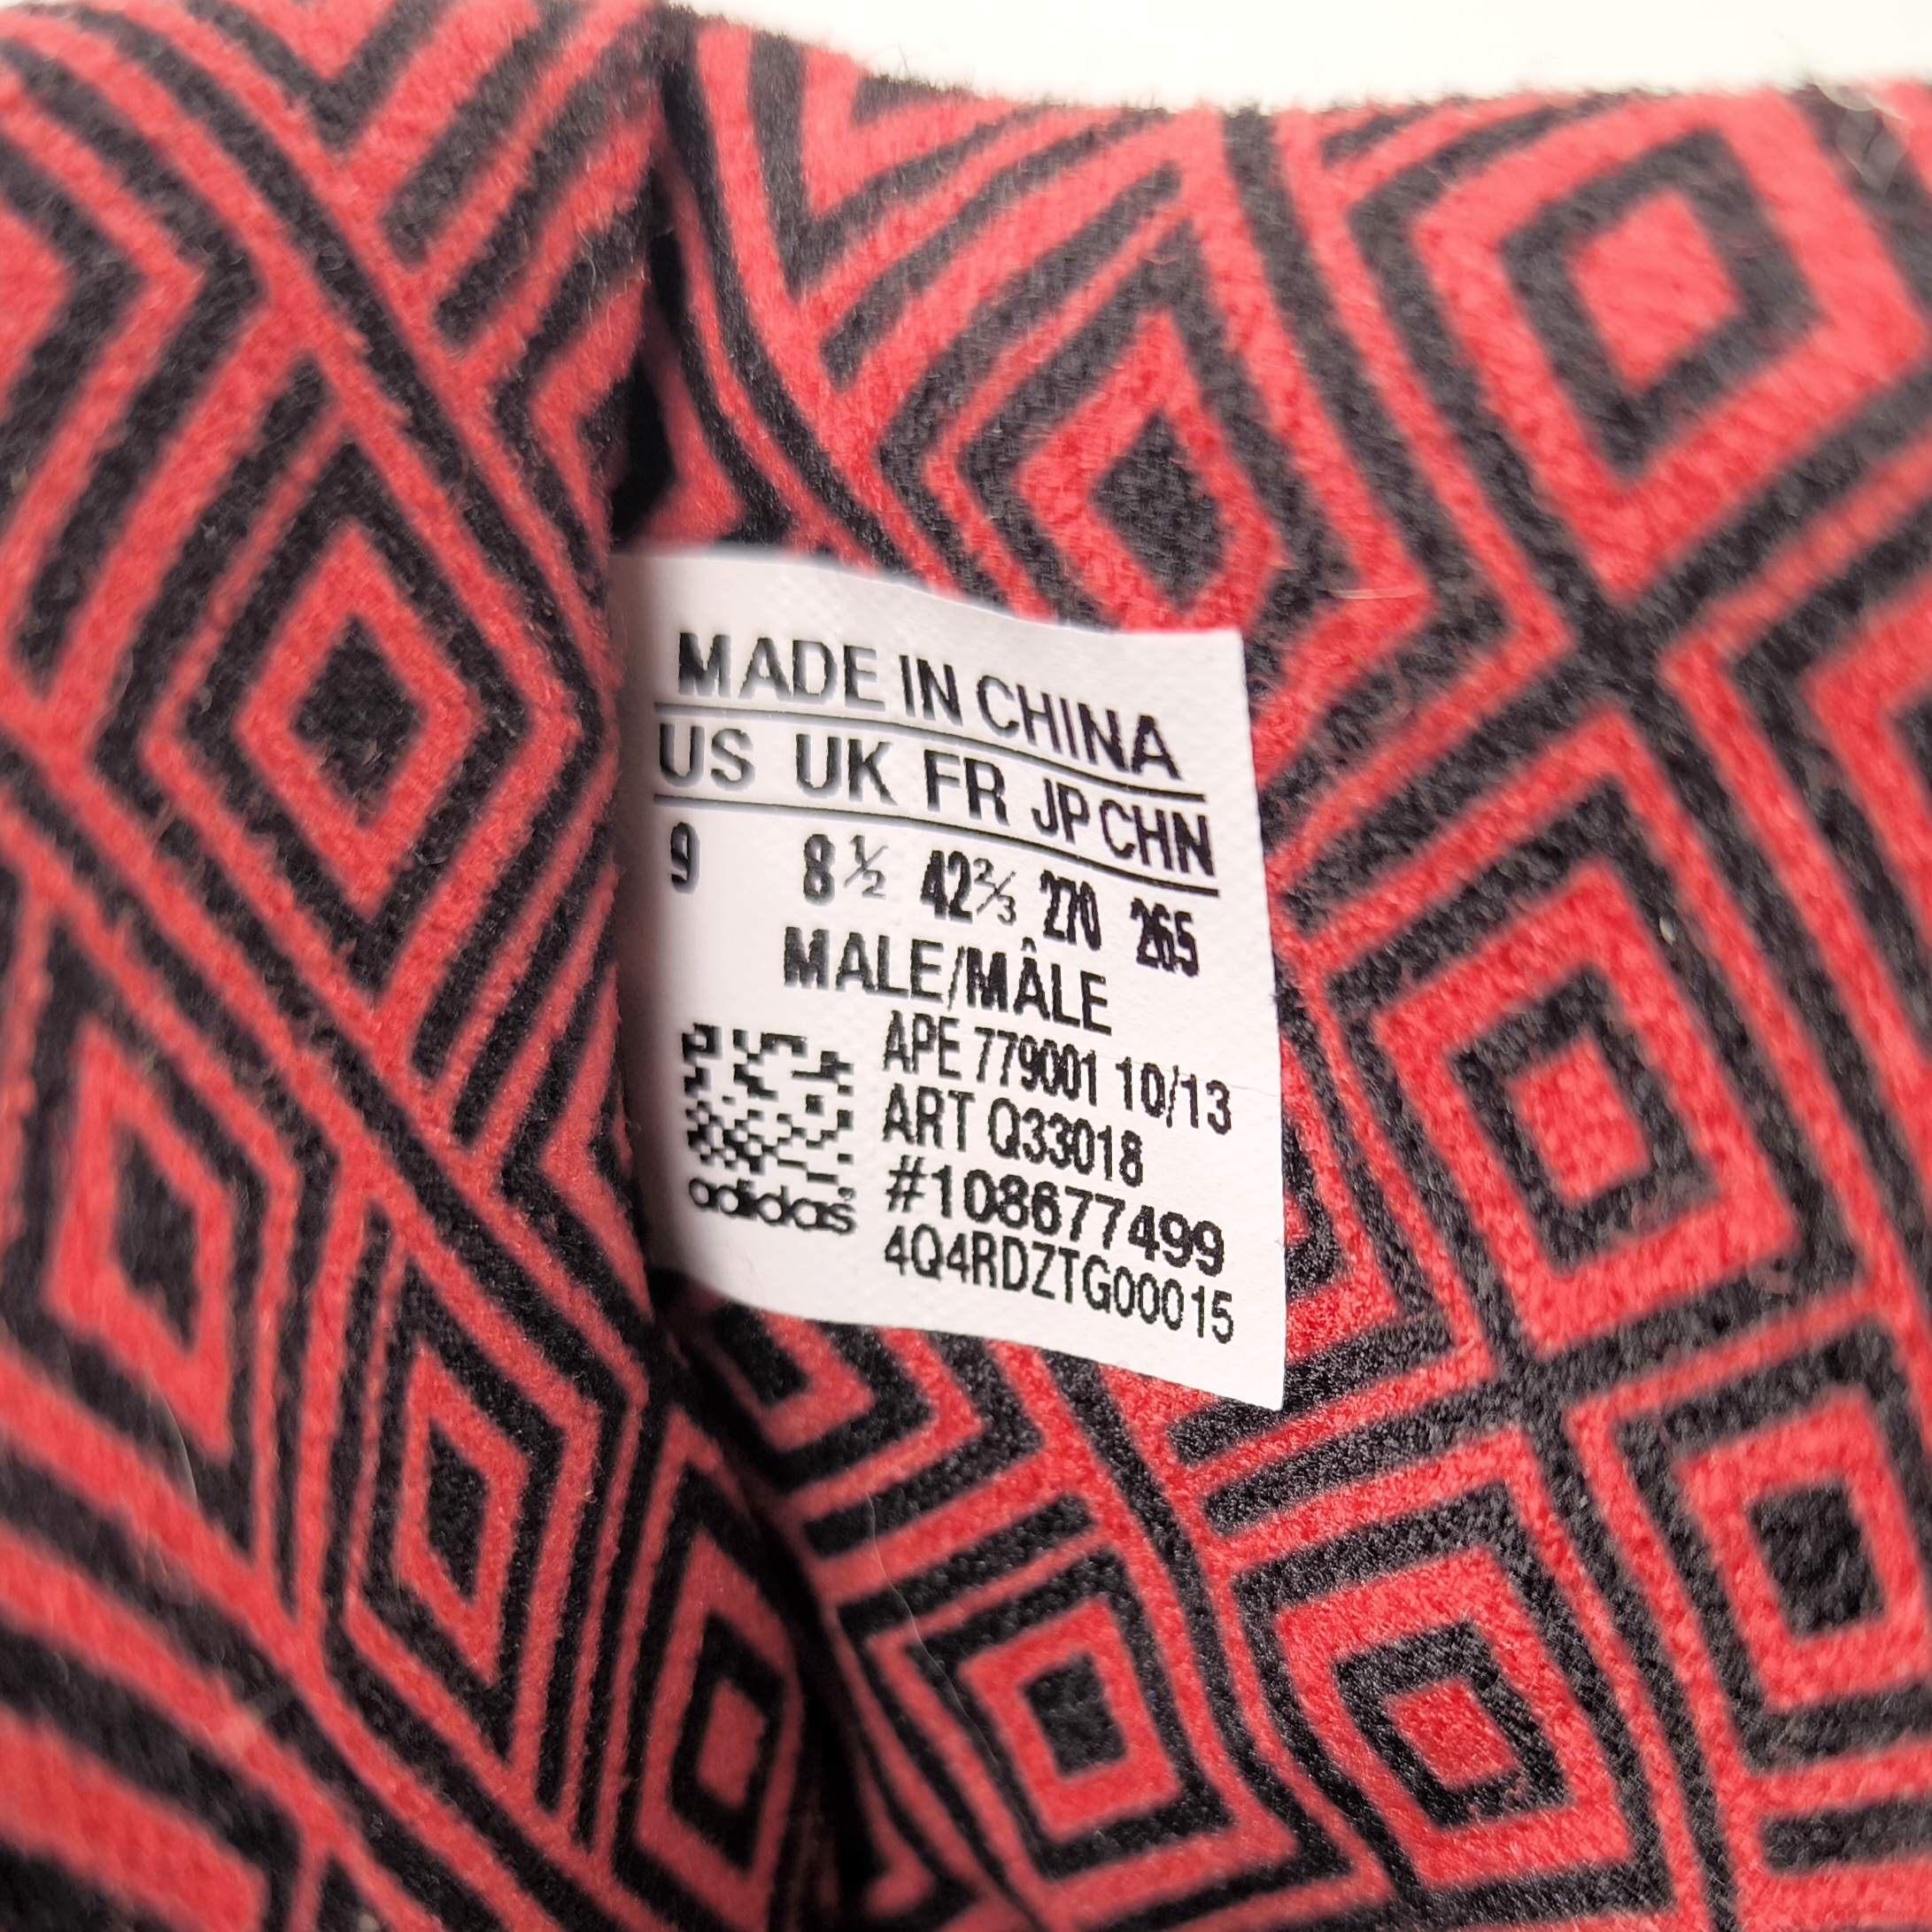 MADE IN CHINA
US UK FR JP CHN
9 8½ 42⅔ 270 265
MALE/MÂLE
APE 779001 10/13
ART Q33018
#108677499
adidas
4Q4RDZTG00015